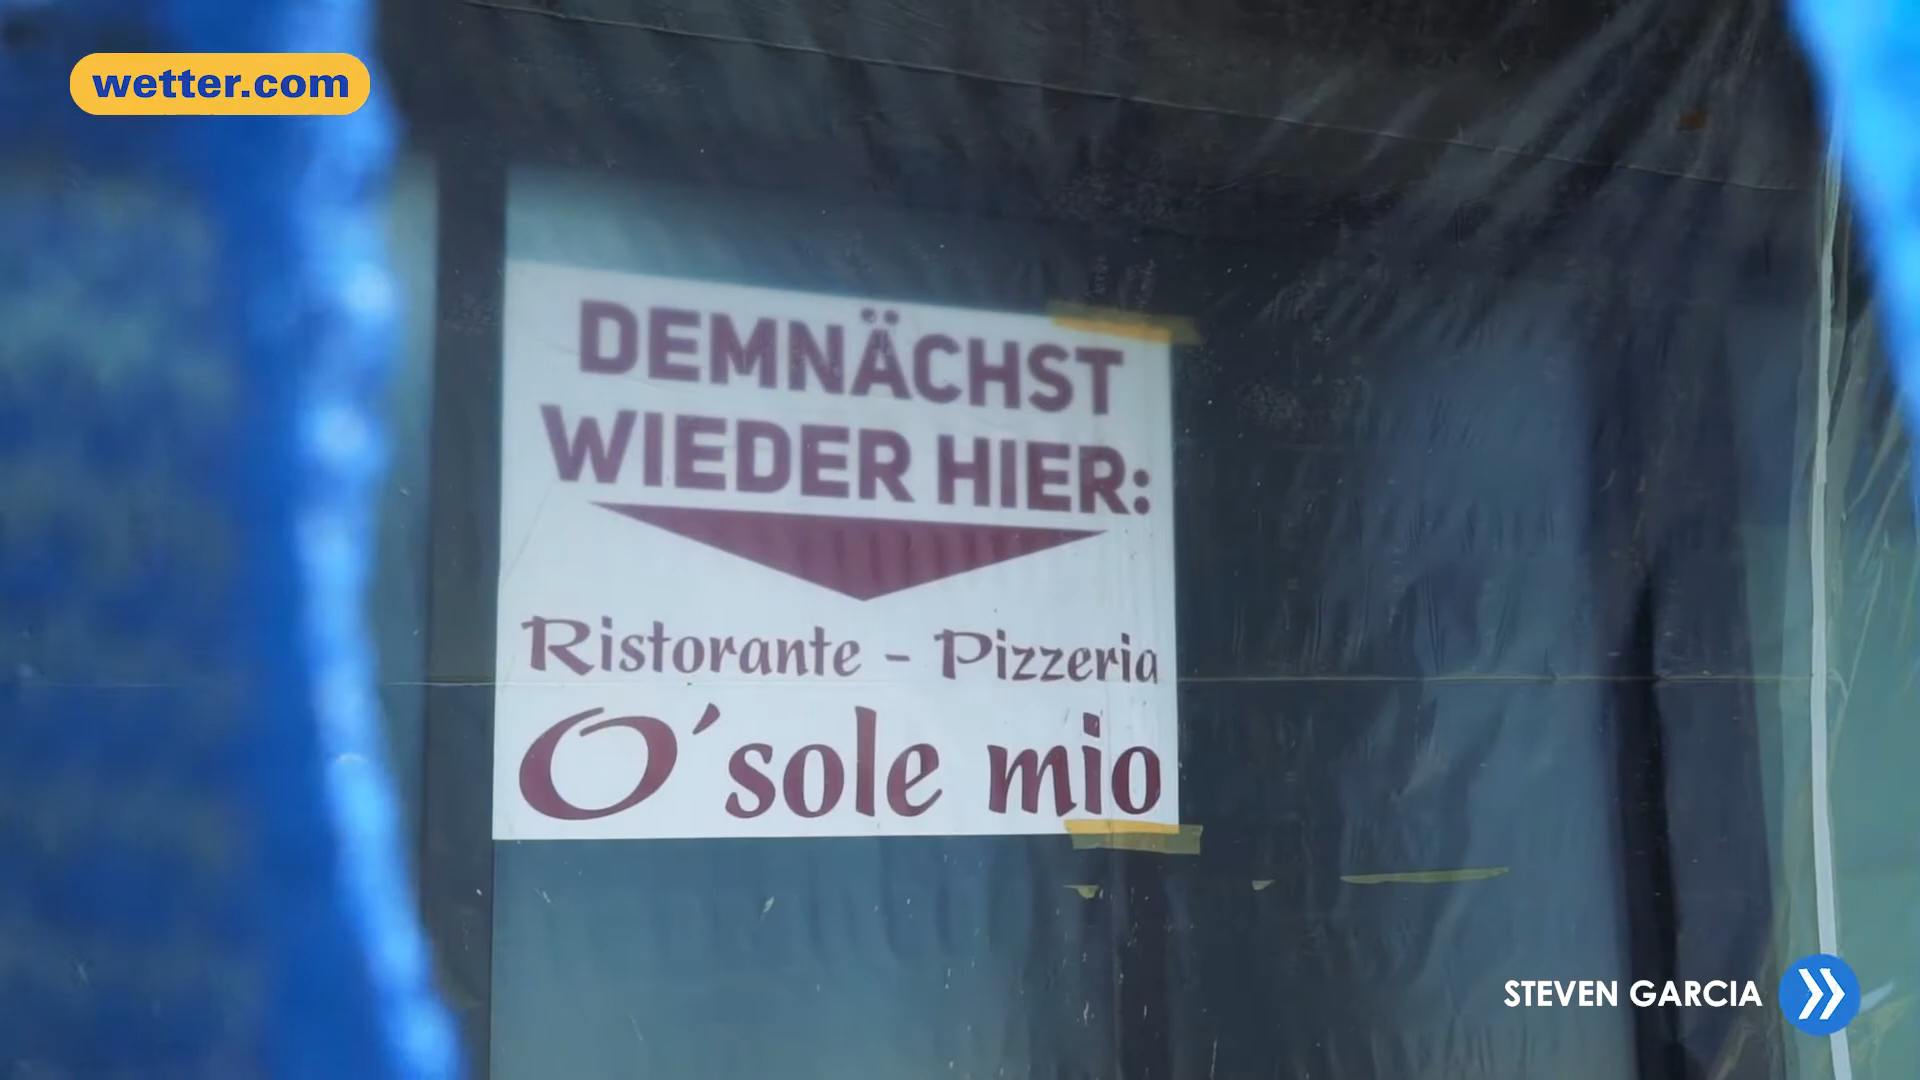 wetter.com
DEMNÄCHST
WIEDER HIER:
Ristorante - Pizzeria
O'sole mio
STEVEN GARCIA